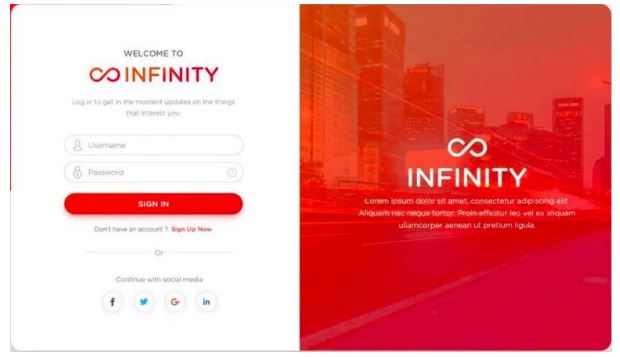 WELCOME TO
INFINITY
Log in to get in the moment updates on the things
that interest you.
Username
Password
?
SIGN IN
Don't have an account ? Sign Up Now
Or
Continue with social media
f
G+
in
INFINITY
Lorem ipsum dolor sit amet, consectetur adipiscing elit.
Aliquam nec neque tortor. Proin efficitur leo vel ex aliquam
ullamcorper aenean ut pretium ligula.